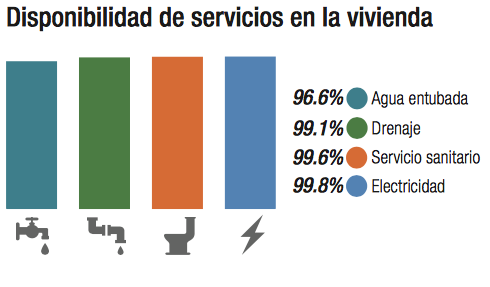 Disponibilidad de servicios en la vivienda
96.6% Agua entubada
99.1% Drenaje
99.6% Servicio sanitario
99.8% Electricidad